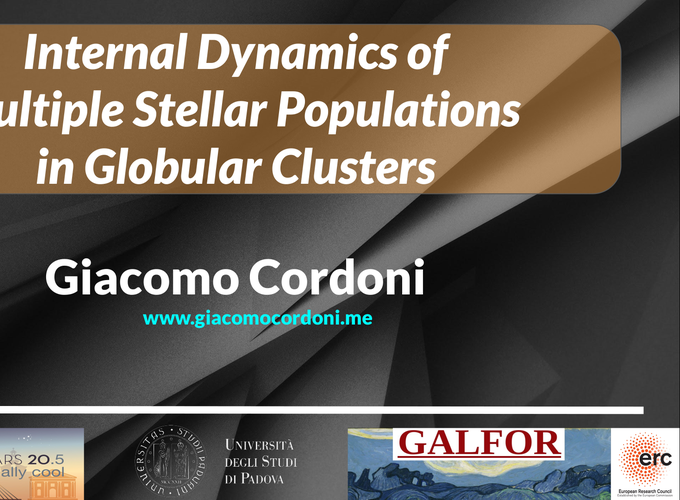 Internal Dynamics of
ultiple Stellar Populations
in Globular Clusters
Giacomo Cordoni
www.giacomocordoni.me
ARS 20.5
ally cool
UNIVERSITÀ
DEGLI STUDI
DI PADOVA
GALFOR
erc
European Research Council